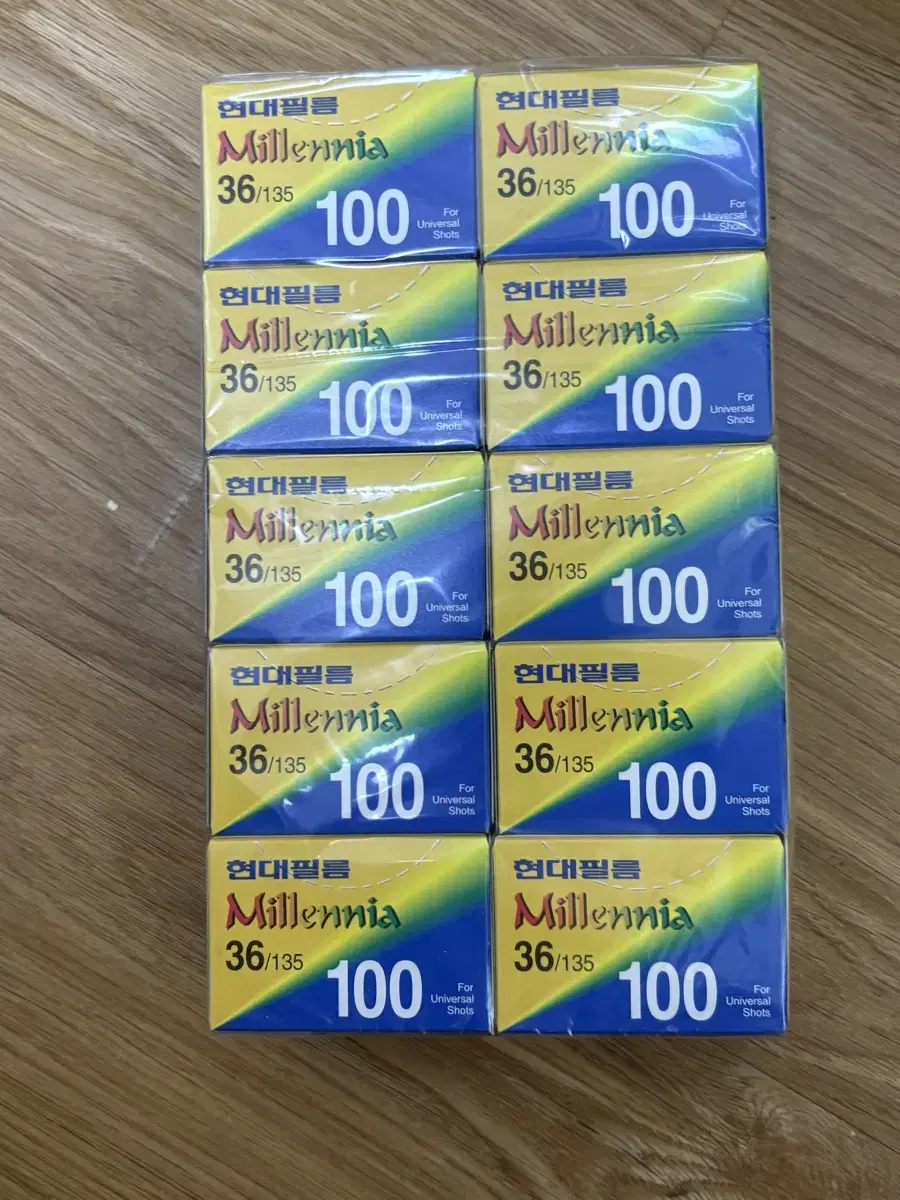 현대필름
Millennia
36/135
100
For
Universal
Shots
현대필름
Millennia
36/135
100
For
Universal
Shots
현대필름
Millennia
36/135
100
For
Universal
Shots
현대필름
Millennia
36/135
100
For
Universal
Shots
현대필름
Millennia
36/135
100
For
Universal
Shots
현대필름
Millennia
36/135
100
For
Universal
Shots
현대필름
Millennia
36/135
100
For
Universal
Shots
현대필름
Millennia
36/135
100
For
Universal
Shots
현대필름
Millennia
36/135
100
For
Universal
Shots
현대필름
Millennia
36/135
100
For
Universal
Shots